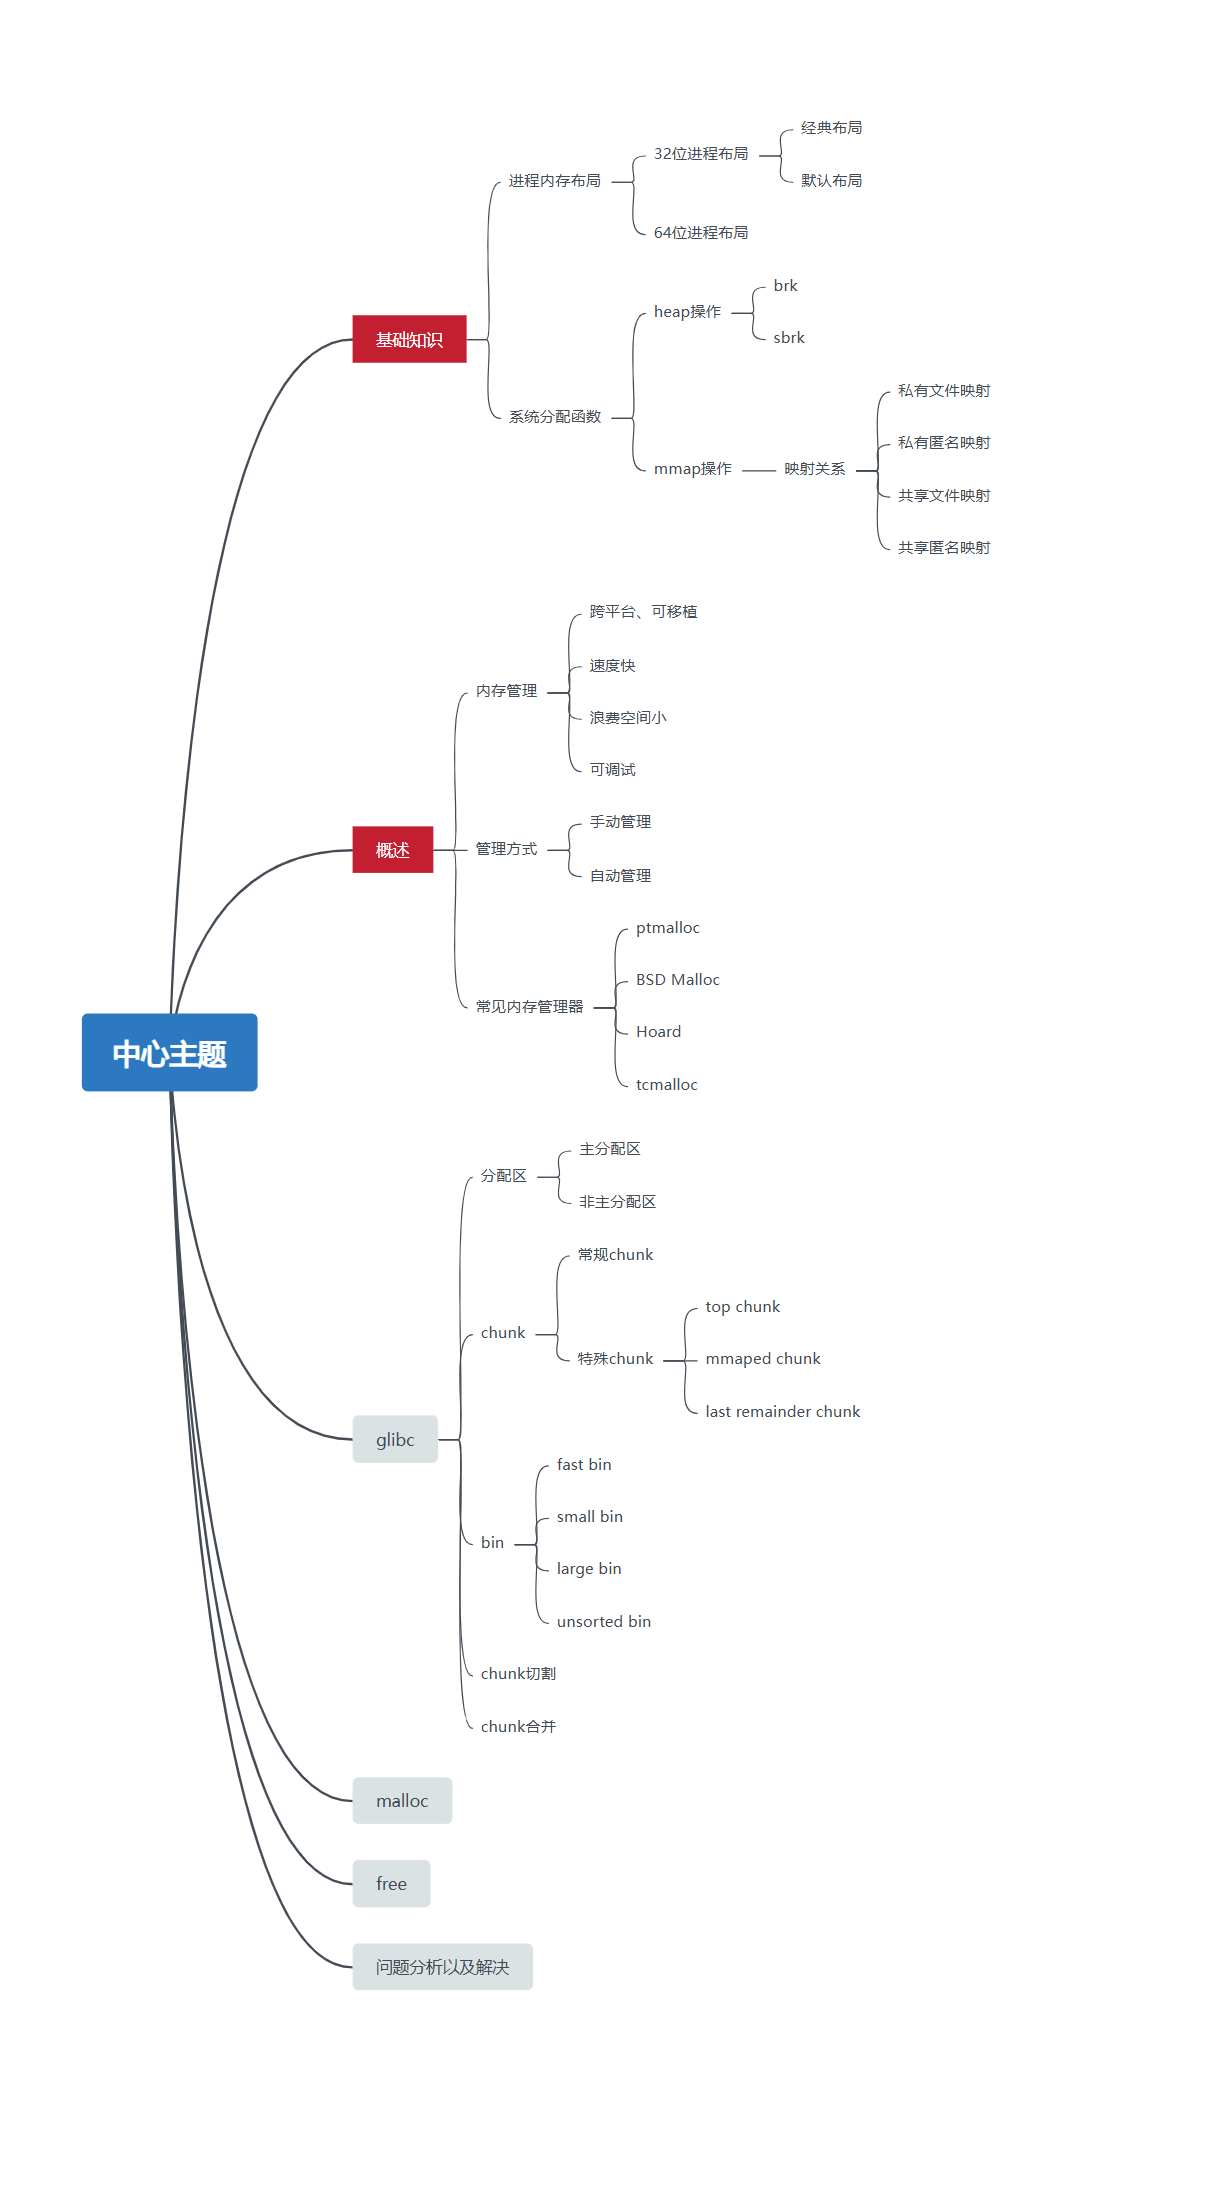 中心主题
基础知识
进程内存布局
32位进程布局
经典布局
默认布局
64位进程布局
系统分配函数
heap操作
brk
sbrk
mmap操作
映射关系
私有文件映射
私有匿名映射
共享文件映射
共享匿名映射
概述
内存管理
跨平台、可移植
速度快
浪费空间小
可调试
管理方式
手动管理
自动管理
常见内存管理器
ptmalloc
BSD Malloc
Hoard
tcmalloc
glibc
分配区
主分配区
非主分配区
chunk
常规chunk
特殊chunk
top chunk
mmaped chunk
last remainder chunk
bin
fast bin
small bin
large bin
unsorted bin
chunk切割
chunk合并
malloc
free
问题分析以及解决